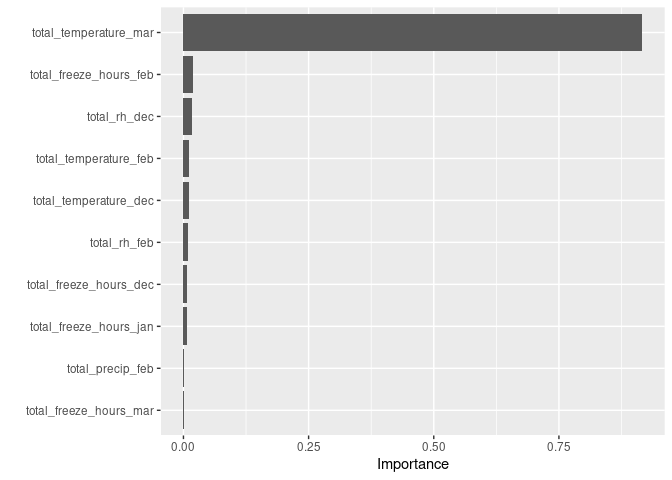 total_temperature_mar
total_freeze_hours_feb
total_rh_dec
total_temperature_feb
total_temperature_dec
total_rh_feb
total_freeze_hours_dec
total_freeze_hours_jan
total_precip_feb
total_freeze_hours_mar
0.00 0.25 0.50 0.75
Importance